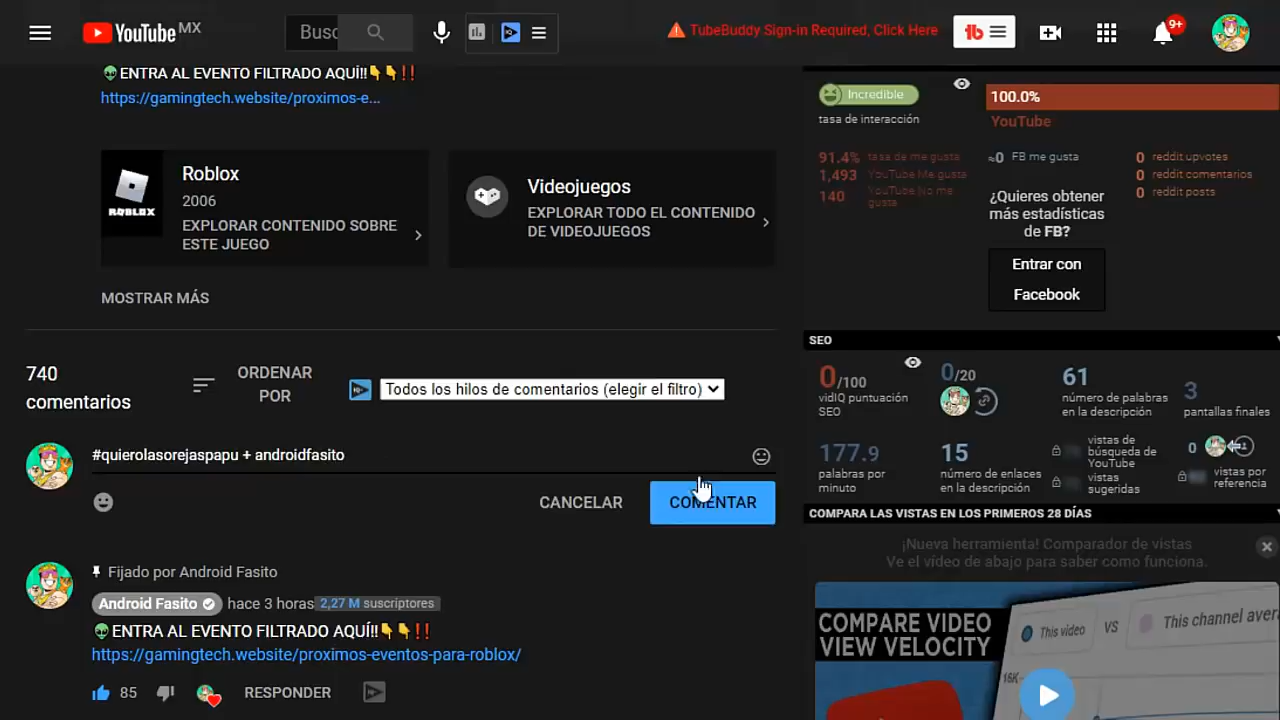 YouTube MX
Busc
TubeBuddy Sign-in Required, Click Here
tb
9+
👽ENTRA AL EVENTO FILTRADO AQUÍ!!👇👇‼️
https://gamingtech.website/proximos-e...
ROBLOX
Roblox
2006
EXPLORAR CONTENIDO SOBRE
ESTE JUEGO
Videojuegos
EXPLORAR TODO EL CONTENIDO
DE VIDEOJUEGOS
MOSTRAR MÁS
740
comentarios
ORDENAR
POR
Todos los hilos de comentarios (elegir el filtro)
#quierolasorejaspapu + androidfasito
CANCELAR
COMENTAR
Fijado por Android Fasito
Android Fasito
hace 3 horas
2,27 M suscriptores
👽ENTRA AL EVENTO FILTRADO AQUÍ!!👇👇‼️
https://gamingtech.website/proximos-eventos-para-roblox/
85
RESPONDER
Incredible
tasa de interacción
100.0%
YouTube
91.4% tasa de me gusta
1,493 YouTube Me gusta
140 YouTube No me
gusta
≈0 FB me gusta
0 reddit upvotes
0 reddit comentarios
0 reddit posts
¿Quieres obtener
más estadísticas
de FB?
Entrar con
Facebook
SEO
0/100
vidIQ puntuación
SEO
0/20
61
número de palabras
en la descripción
3
pantallas finales
177.9
palabras por
minuto
15
número de enlaces
en la descripción
vistas de
búsqueda de
YouTube
vistas
sugeridas
0
vistas por
referencia
COMPARA LAS VISTAS EN LOS PRIMEROS 28 DÍAS
¡Nueva herramienta! Comparador de vistas
Ve el vídeo de abajo para saber como funciona.
COMPARE VIDEO
VIEW VELOCITY
This video
VS
This channel aver